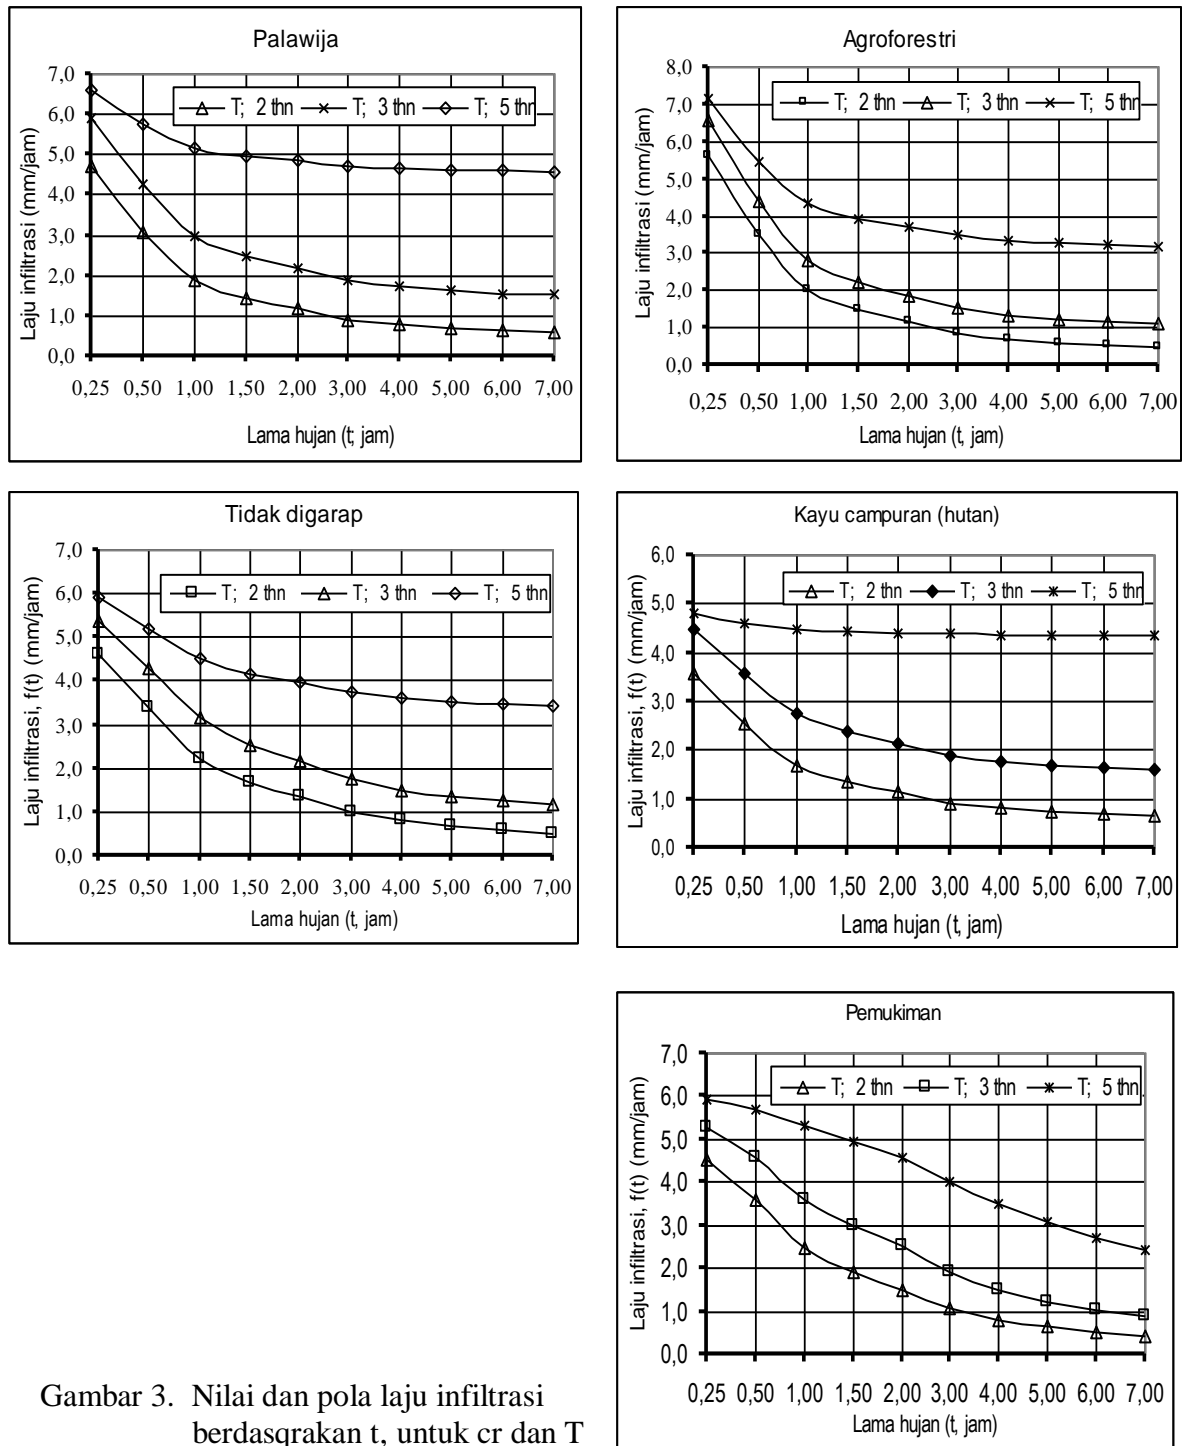 Palawija
7,0
6,0
5,0
4,0
3,0
2,0
1,0
0,0
Laju infiltrasi (mm/jam)
T; 2 thn T; 3 thn T; 5 thn
0,25 0,50 1,00 1,50 2,00 3,00 4,00 5,00 6,00 7,00
Lama hujan (t; jam)
Agroforestri
8,0
7,0
6,0
5,0
4,0
3,0
2,0
1,0
0,0
Laju infiltrasi (mm/jam)
T; 2 thn T; 3 thn T; 5 thn
0,25 0,50 1,00 1,50 2,00 3,00 4,00 5,00 6,00 7,00
Lama hujan (t; jam)
Tidak digarap
7,0
6,0
5,0
4,0
3,0
2,0
1,0
0,0
Laju infiltrasi, f(t) (mm/jam)
T; 2 thn T; 3 thn T; 5 thn
0,25 0,50 1,00 1,50 2,00 3,00 4,00 5,00 6,00 7,00
Lama hujan (t, jam)
Kayu campuran (hutan)
6,0
5,0
4,0
3,0
2,0
1,0
0,0
Laju infiltrasi, f(t) (mm/jam)
T; 2 thn T; 3 thn T; 5 thn
0,25 0,50 1,00 1,50 2,00 3,00 4,00 5,00 6,00 7,00
Lama hujan (t, jam)
Pemukiman
7,0
6,0
5,0
4,0
3,0
2,0
1,0
0,0
Laju infiltrasi, f(t) (mm/jam)
T; 2 thn T; 3 thn T; 5 thn
0,25 0,50 1,00 1,50 2,00 3,00 4,00 5,00 6,00 7,00
Lama hujan (t, jam)
Gambar 3. Nilai dan pola laju infiltrasi
berdasqrakan t, untuk cr dan T